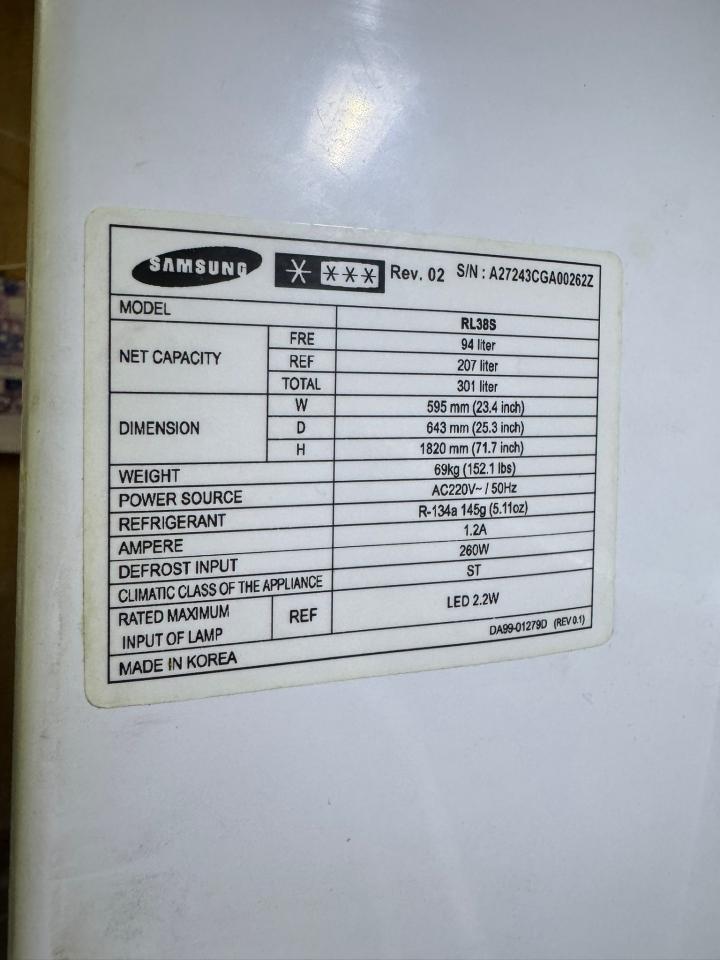 SAMSUNG * *** Rev. 02 S/N : A27243CGA00262Z
MODEL RL38S
NET CAPACITY FRE 94 liter
REF 207 liter
TOTAL 301 liter
DIMENSION W 595 mm (23.4 inch)
D 643 mm (25.3 inch)
H 1820 mm (71.7 inch)
WEIGHT 69kg (152.1 lbs)
POWER SOURCE AC220V~ / 50Hz
REFRIGERANT R-134a 145g (5.11oz)
AMPERE 1.2A
DEFROST INPUT 260W
CLIMATIC CLASS OF THE APPLIANCE ST
RATED MAXIMUM
INPUT OF LAMP REF LED 2.2W
MADE IN KOREA DA99-01279D (REV 0.1)